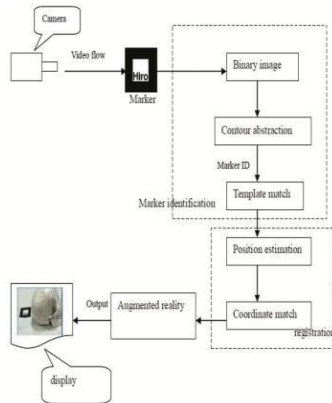 Camera
Video flow
Hiro
Marker
Binary image
Contour abstraction
Marker ID
Template match
Marker identification
Position estimation
Coordinate match
registration
Augmented reality
Output
display